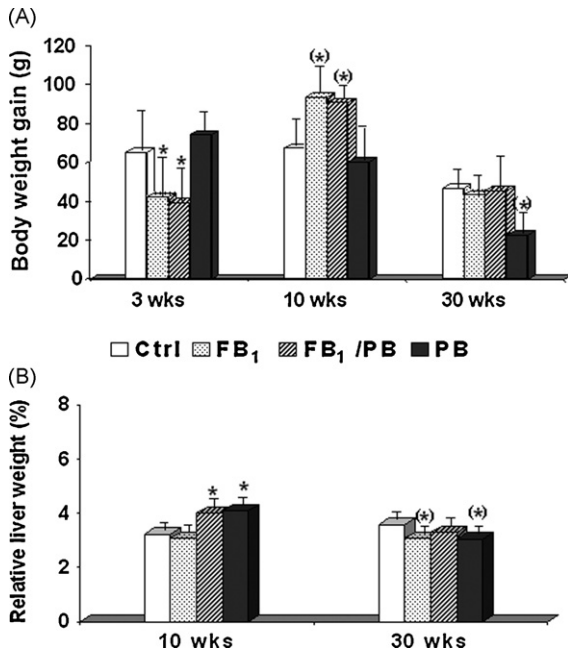 (A)
Body weight gain (g)
120
100
80
60
40
20
0
* * (*) (*) (*)
3 wks 10 wks 30 wks
Ctrl FB₁ FB₁ /PB PB
(B)
Relative liver weight (%)
8
6
4
2
0
* * (*) (*)
10 wks 30 wks